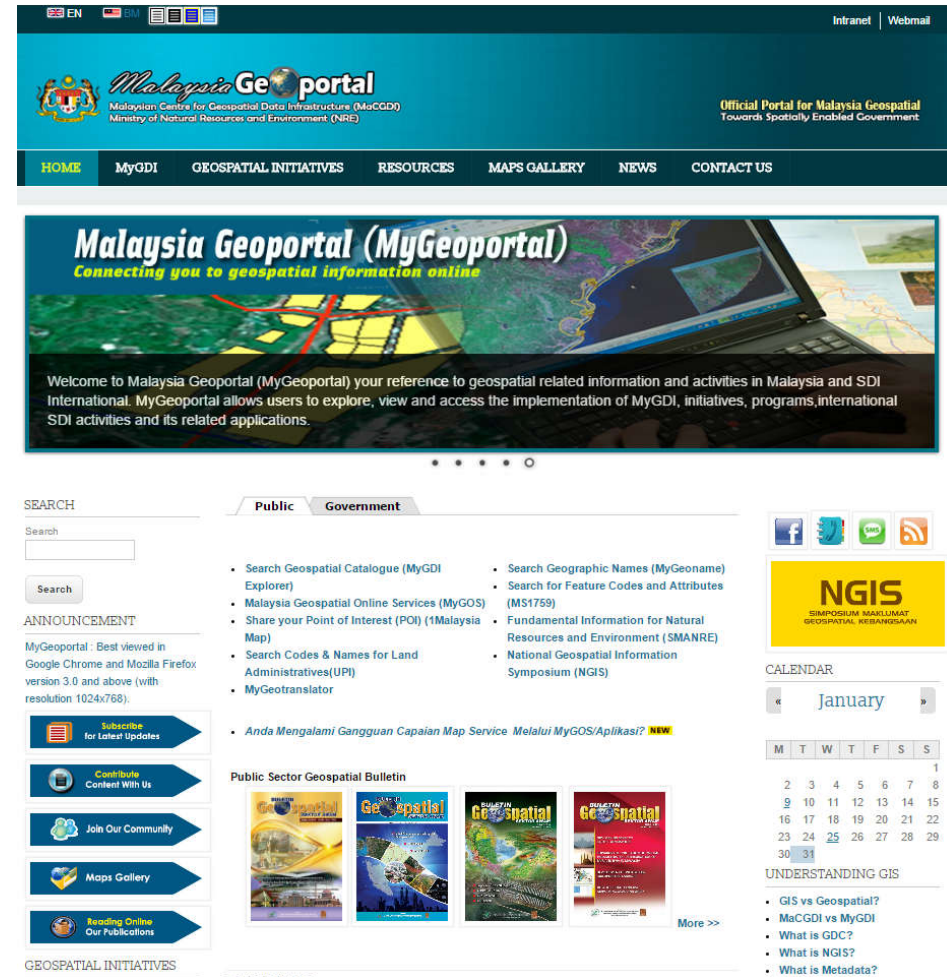 EN BM
Intranet Webmail
Malaysia Geoportal
Malaysian Centre for Geospatial Data Infrastructure (MaCGDI)
Ministry of Natural Resources and Environment (NRE)
Official Portal for Malaysia Geospatial
Towards Spatially Enabled Government
HOME MyGDI GEOSPATIAL INITIATIVES RESOURCES MAPS GALLERY NEWS CONTACT US
Malaysia Geoportal (MyGeoportal)
Connecting you to geospatial information online
Welcome to Malaysia Geoportal (MyGeoportal) your reference to geospatial related information and activities in Malaysia and SDI
International. MyGeoportal allows users to explore, view and access the implementation of MyGDI, initiatives, programs,international
SDI activities and its related applications.
SEARCH
Search
Search
ANNOUNCEMENT
MyGeoportal : Best viewed in
Google Chrome and Mozilla Firefox
version 3.0 and above (with
resolution 1024x768).
Subscribe
for Latest Updates
Contribute
Content With Us
Join Our Community
Maps Gallery
Reading Online
Our Publications
GEOSPATIAL INITIATIVES
Public Government
Search Geospatial Catalogue (MyGDI
Explorer)
Malaysia Geospatial Online Services (MyGOS)
Share your Point of Interest (POI) (1Malaysia
Map)
Search Codes & Names for Land
Administratives(UPI)
MyGeotranslator
Search Geographic Names (MyGeoname)
Search for Feature Codes and Attributes
(MS1759)
Fundamental Information for Natural
Resources and Environment (SMANRE)
National Geospatial Information
Symposium (NGIS)
Anda Mengalami Gangguan Capaian Map Service Melalui MyGOS/Aplikasi? NEW
Public Sector Geospatial Bulletin
BULETIN
Geospatial
BULETIN
Geospatial
BULETIN
Geospatial
BULETIN
Geospatial
More >>
SMS
NGIS
SIMPOSIUM MAKLUMAT
GEOSPATIAL KEBANGSAAN
CALENDAR
« January »
M T W T F S S
1
2 3 4 5 6 7 8
9 10 11 12 13 14 15
16 17 18 19 20 21 22
23 24 25 26 27 28 29
30 31
UNDERSTANDING GIS
GIS vs Geospatial?
MaCGDI vs MyGDI
What is GDC?
What is NGIS?
What is Metadata?